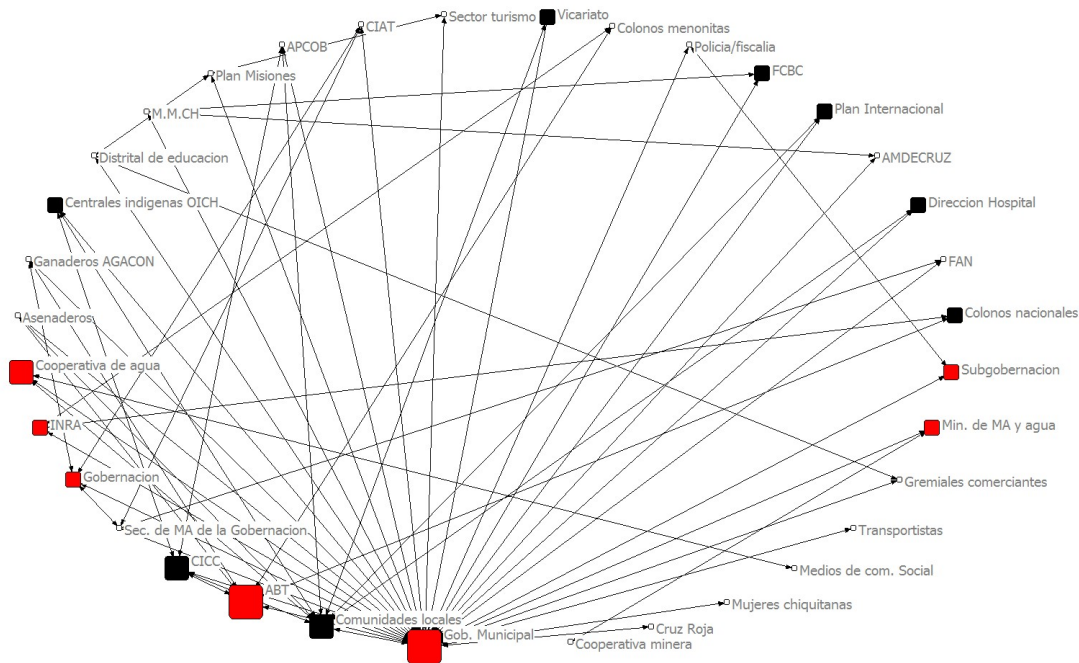 CIAT
Sector turismo
Vicariato
Colonos menonitas
APCOB
Policia/fiscalia
Plan Misiones
FCBC
M.M.CH
Plan Internacional
Distrital de educacion
AMDECRUZ
Centrales indigenas OICH
Direccion Hospital
Ganaderos AGACON
FAN
Asenaderos
Colonos nacionales
Cooperativa de agua
Subgobernacion
INRA
Min. de MA y agua
Gobernacion
Gremiales comerciantes
Sec. de MA de la Gobernacion
Transportistas
CICC
Medios de com. Social
ABT
Mujeres chiquitanas
Comunidades locales
Cruz Roja
Gob. Municipal
Cooperativa minera